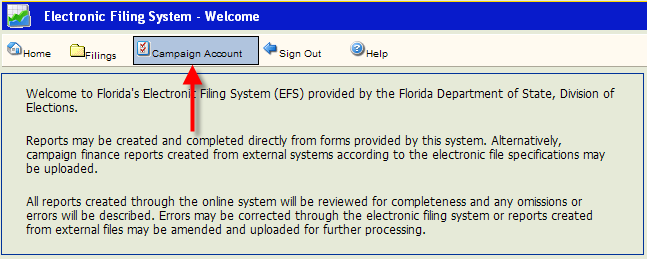 Electronic Filing System - Welcome
Home Filings Campaign Account Sign Out Help
Welcome to Florida's Electronic Filing System (EFS) provided by the Florida Department of State, Division of
Elections.
Reports may be created and completed directly from forms provided by this system. Alternatively,
campaign finance reports created from external systems according to the electronic file specifications may
be uploaded.
All reports created through the online system will be reviewed for completeness and any omissions or
errors will be described. Errors may be corrected through the electronic filing system or reports created
from external files may be amended and uploaded for further processing.